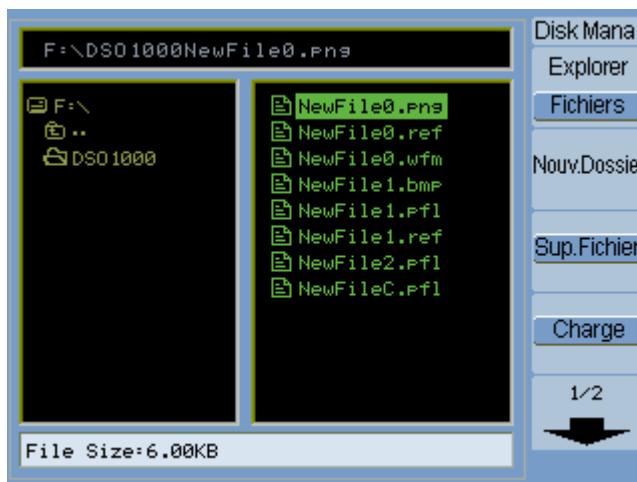 F:\DSO1000NewFile0.png
F:\
..
DSO1000
NewFile0.png
NewFile0.ref
NewFile0.wfm
NewFile1.bmp
NewFile1.pfl
NewFile1.ref
NewFile2.pfl
NewFileC.pfl
File Size:6.00KB
Disk Mana
Explorer
Fichiers
Nouv.Dossie
Sup.Fichier
Charge
1/2